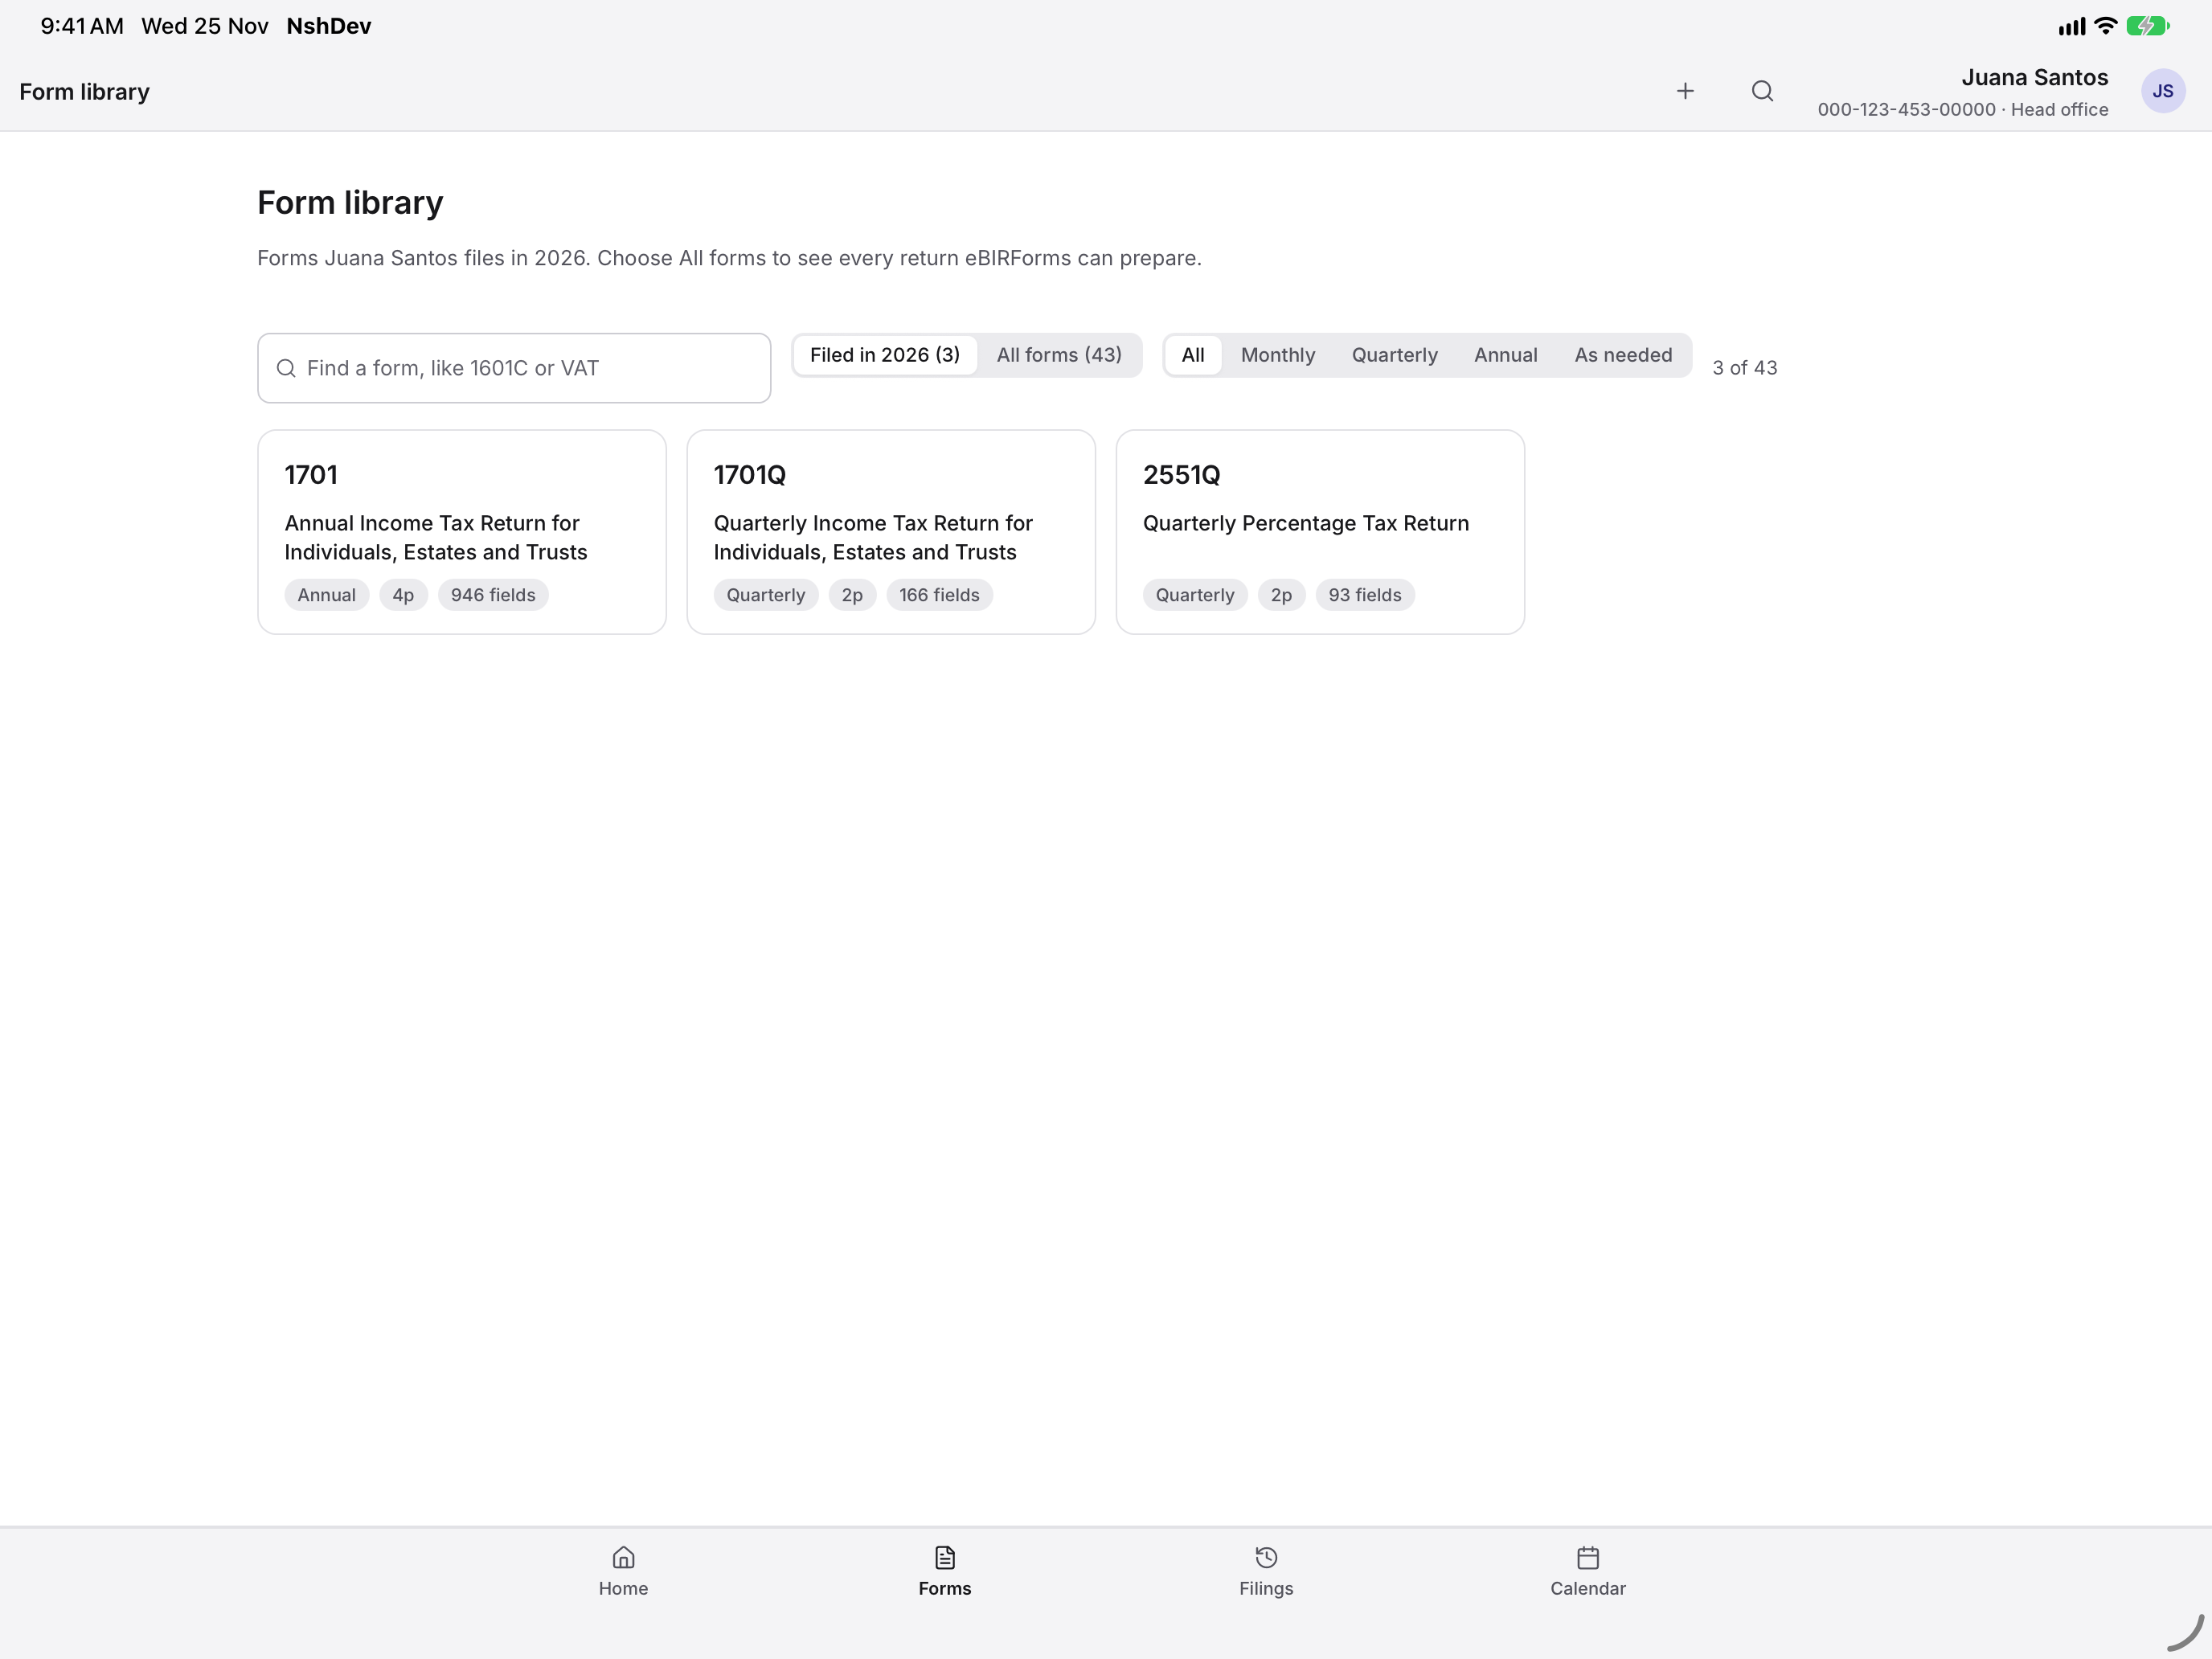 9:41 AM Wed 25 Nov NshDev
Form library
Juana Santos
000-123-453-00000 · Head office
JS
Form library
Forms Juana Santos files in 2026. Choose All forms to see every return eBIRForms can prepare.
Find a form, like 1601C or VAT
Filed in 2026 (3) All forms (43)
All Monthly Quarterly Annual As needed
3 of 43
1701
Annual Income Tax Return for
Individuals, Estates and Trusts
Annual 4p 946 fields
1701Q
Quarterly Income Tax Return for
Individuals, Estates and Trusts
Quarterly 2p 166 fields
2551Q
Quarterly Percentage Tax Return
Quarterly 2p 93 fields
Home Forms Filings Calendar